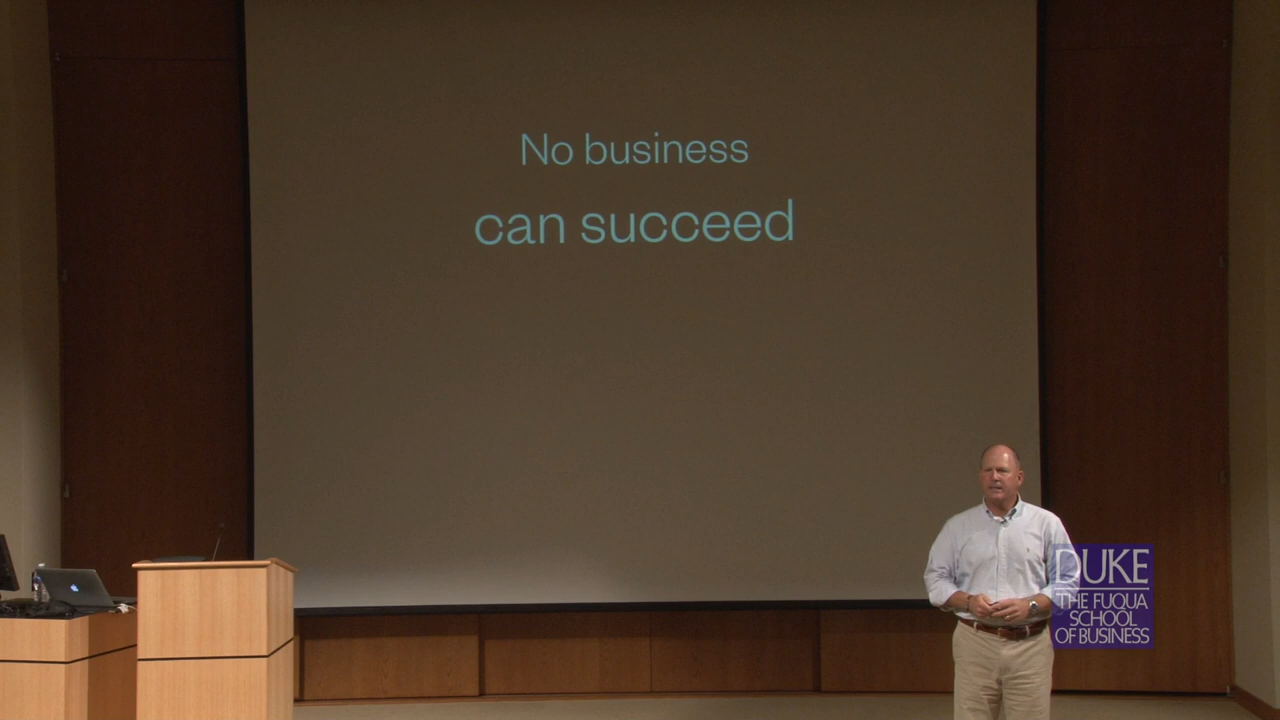 No business
can succeed
DUKE
THE FUQUA
SCHOOL
OF BUSINESS